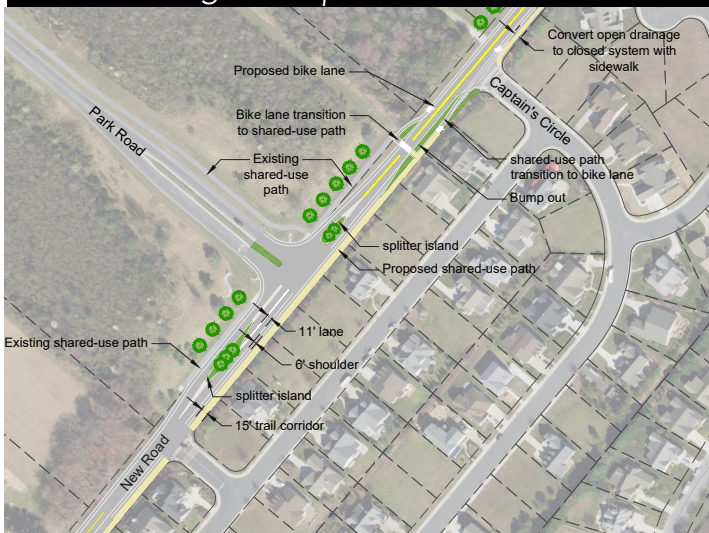 Convert open drainage
to closed system with
sidewalk
Proposed bike lane
Captain's Circle
Bike lane transition
to shared-use path
Park Road
Existing
shared-use
path
shared-use path
transition to bike lane
Bump out
splitter island
Proposed shared-use path
11' lane
Existing shared-use path
6' shoulder
splitter island
15' trail corridor
New Road